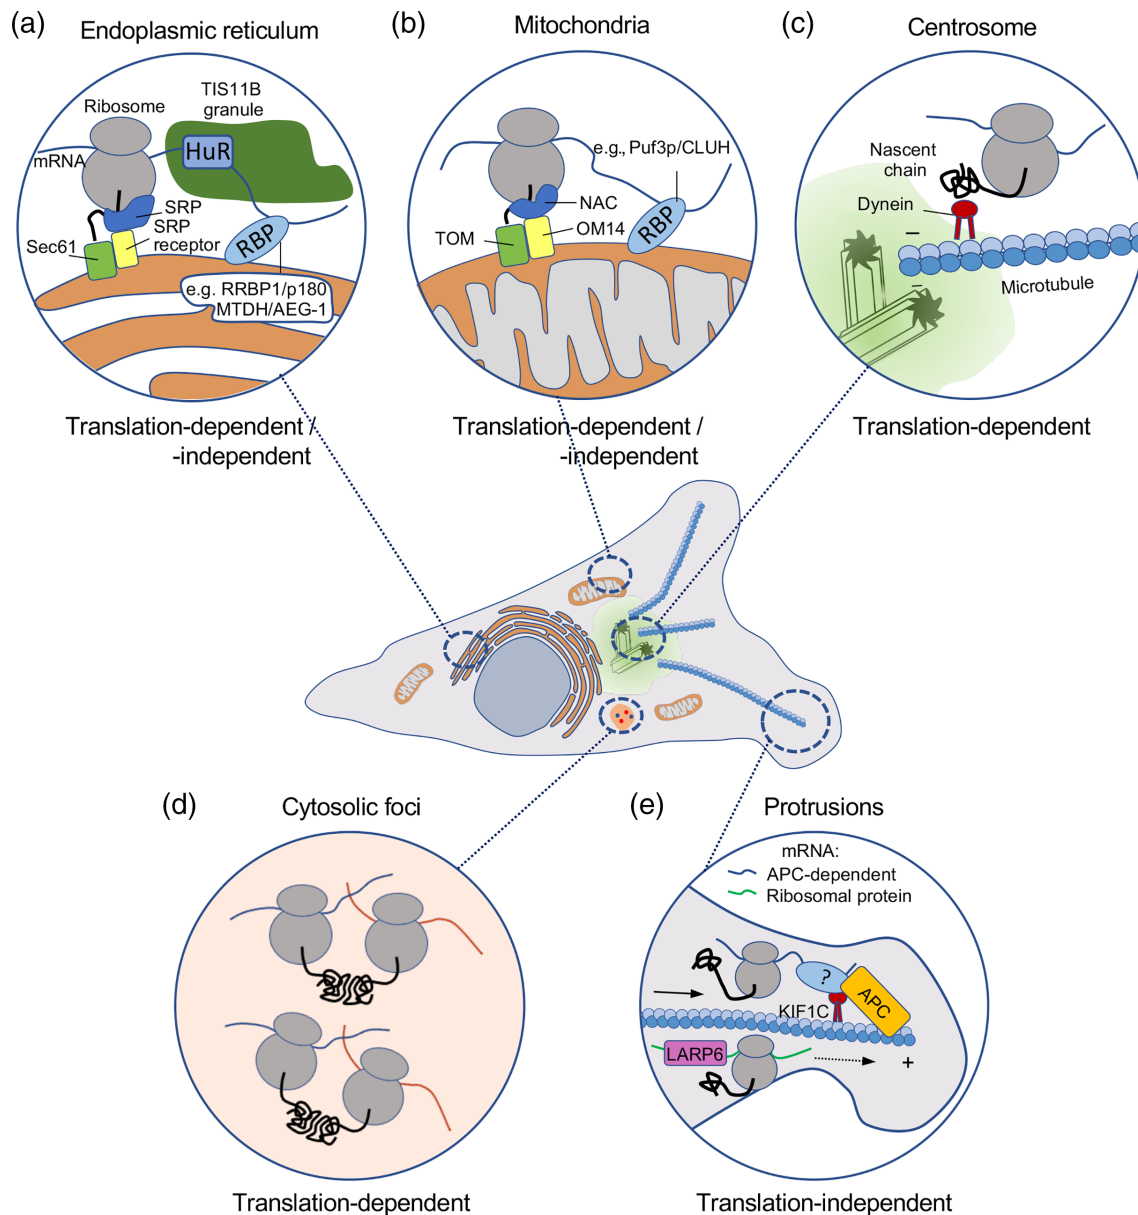 (a)
Endoplasmic reticulum
Ribosome
TIS11B
granule
mRNA
HuR
SRP
SRP
receptor
Sec61
RBP
e.g. RRBP1/p180
MTDH/AEG-1
Translation-dependent /
-independent
(b)
Mitochondria
e.g., Puf3p/CLUH
NAC
TOM
OM14
RBP
Translation-dependent /
-independent
(c)
Centrosome
Nascent
chain
Dynein
–
–
Microtubule
Translation-dependent
(d)
Cytosolic foci
Translation-dependent
(e)
Protrusions
mRNA:
APC-dependent
Ribosomal protein
?
APC
KIF1C
LARP6
+
Translation-independent